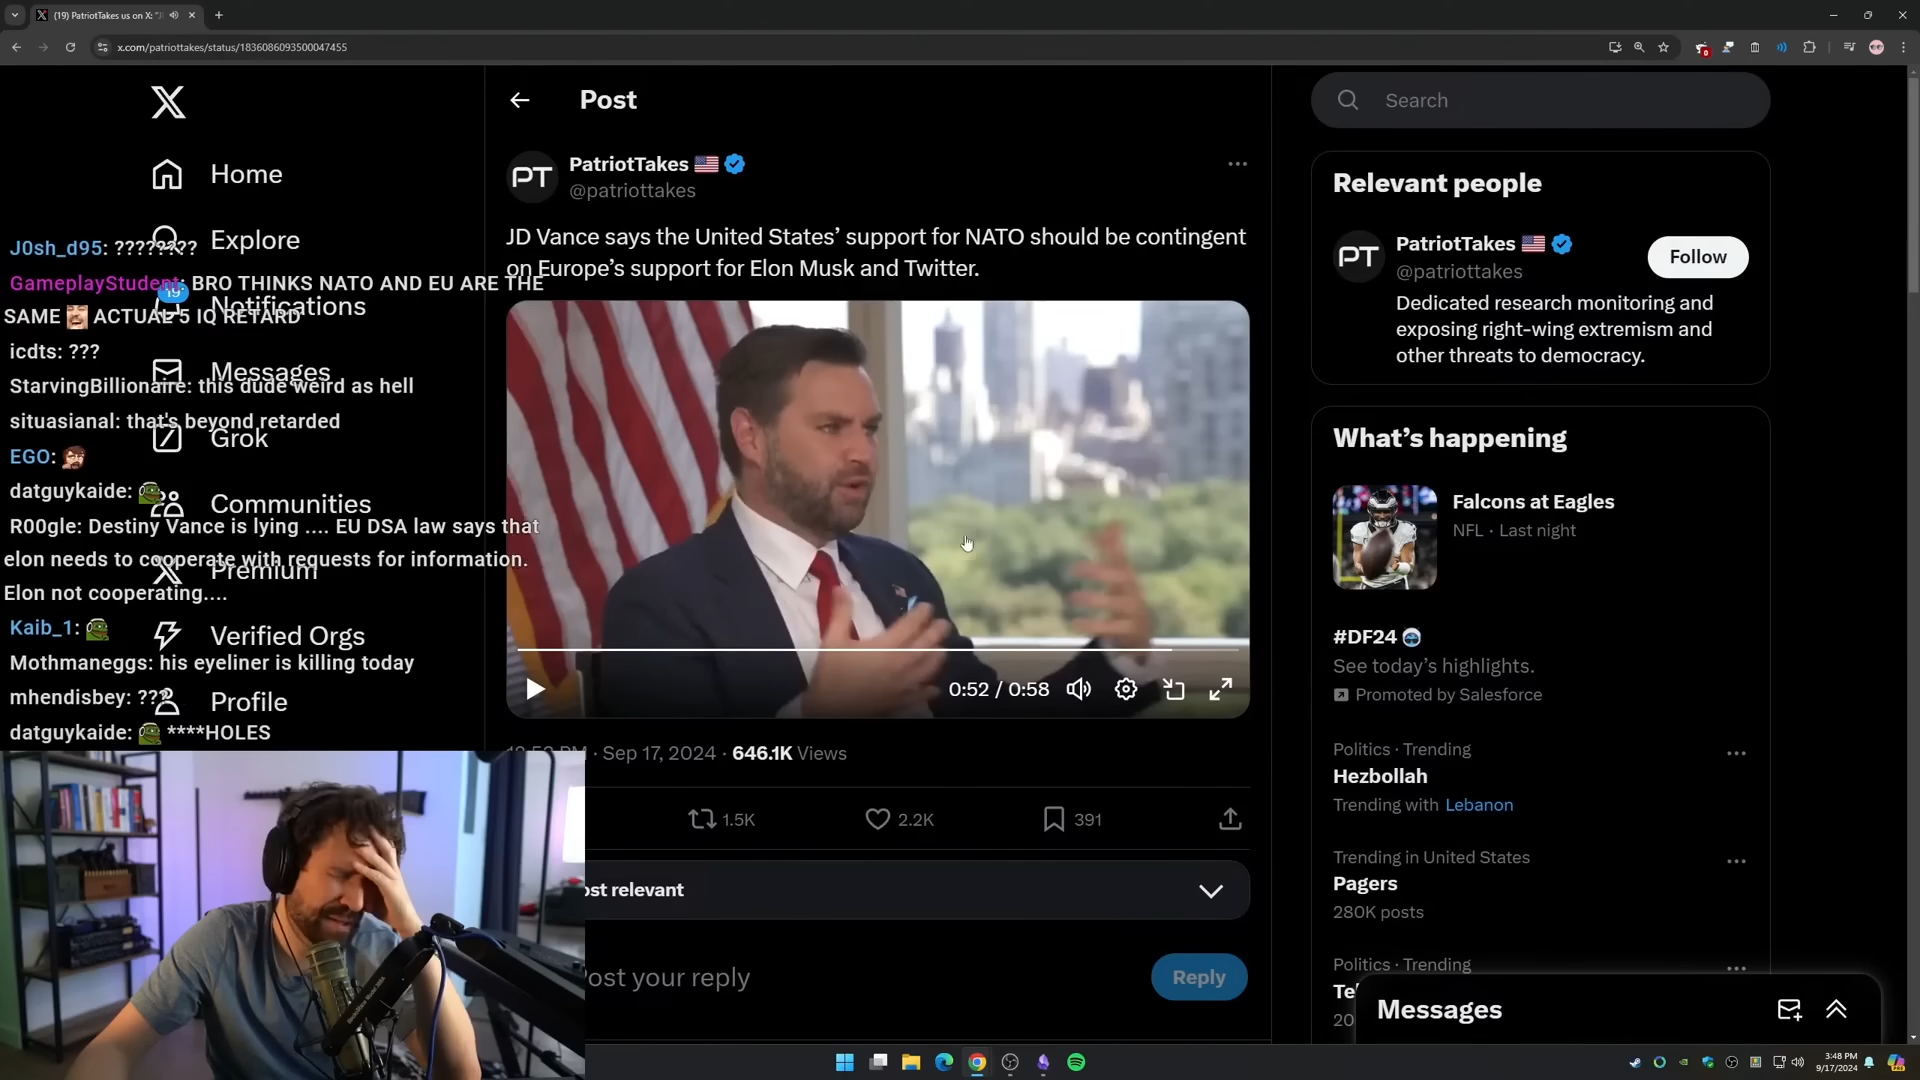 (19) PatriotTakes us on X: "J
x.com/patriottakes/status/1836086093500047455
Home
Explore
19
Notifications
Messages
Grok
Communities
Premium
Verified Orgs
Profile
J0sh_d95: ????????
GameplayStudent: BRO THINKS NATO AND EU ARE THE
SAME ACTUAL 5 IQ RETARD
icdts: ???
StarvingBillionaire: this dude weird as hell
situasianal: that's beyond retarded
EGO:
datguykaide:
R00gle: Destiny Vance is lying .... EU DSA law says that
elon needs to cooperate with requests for information.
Elon not cooperating....
Kaib_1:
Mothmaneggs: his eyeliner is killing today
mhendisbey: ???
datguykaide: ****HOLES
Post
PT
PatriotTakes
@patriottakes
JD Vance says the United States' support for NATO should be contingent
on Europe's support for Elon Musk and Twitter.
0:52 / 0:58
· Sep 17, 2024 · 646.1K Views
1.5K
2.2K
391
ost relevant
ost your reply
Reply
Search
Relevant people
PT
PatriotTakes
@patriottakes
Follow
Dedicated research monitoring and
exposing right-wing extremism and
other threats to democracy.
What's happening
Falcons at Eagles
NFL · Last night
#DF24
See today's highlights.
Promoted by Salesforce
Politics · Trending
Hezbollah
Trending with Lebanon
Trending in United States
Pagers
280K posts
Politics · Trending
Te
20
Messages
3:48 PM
9/17/2024